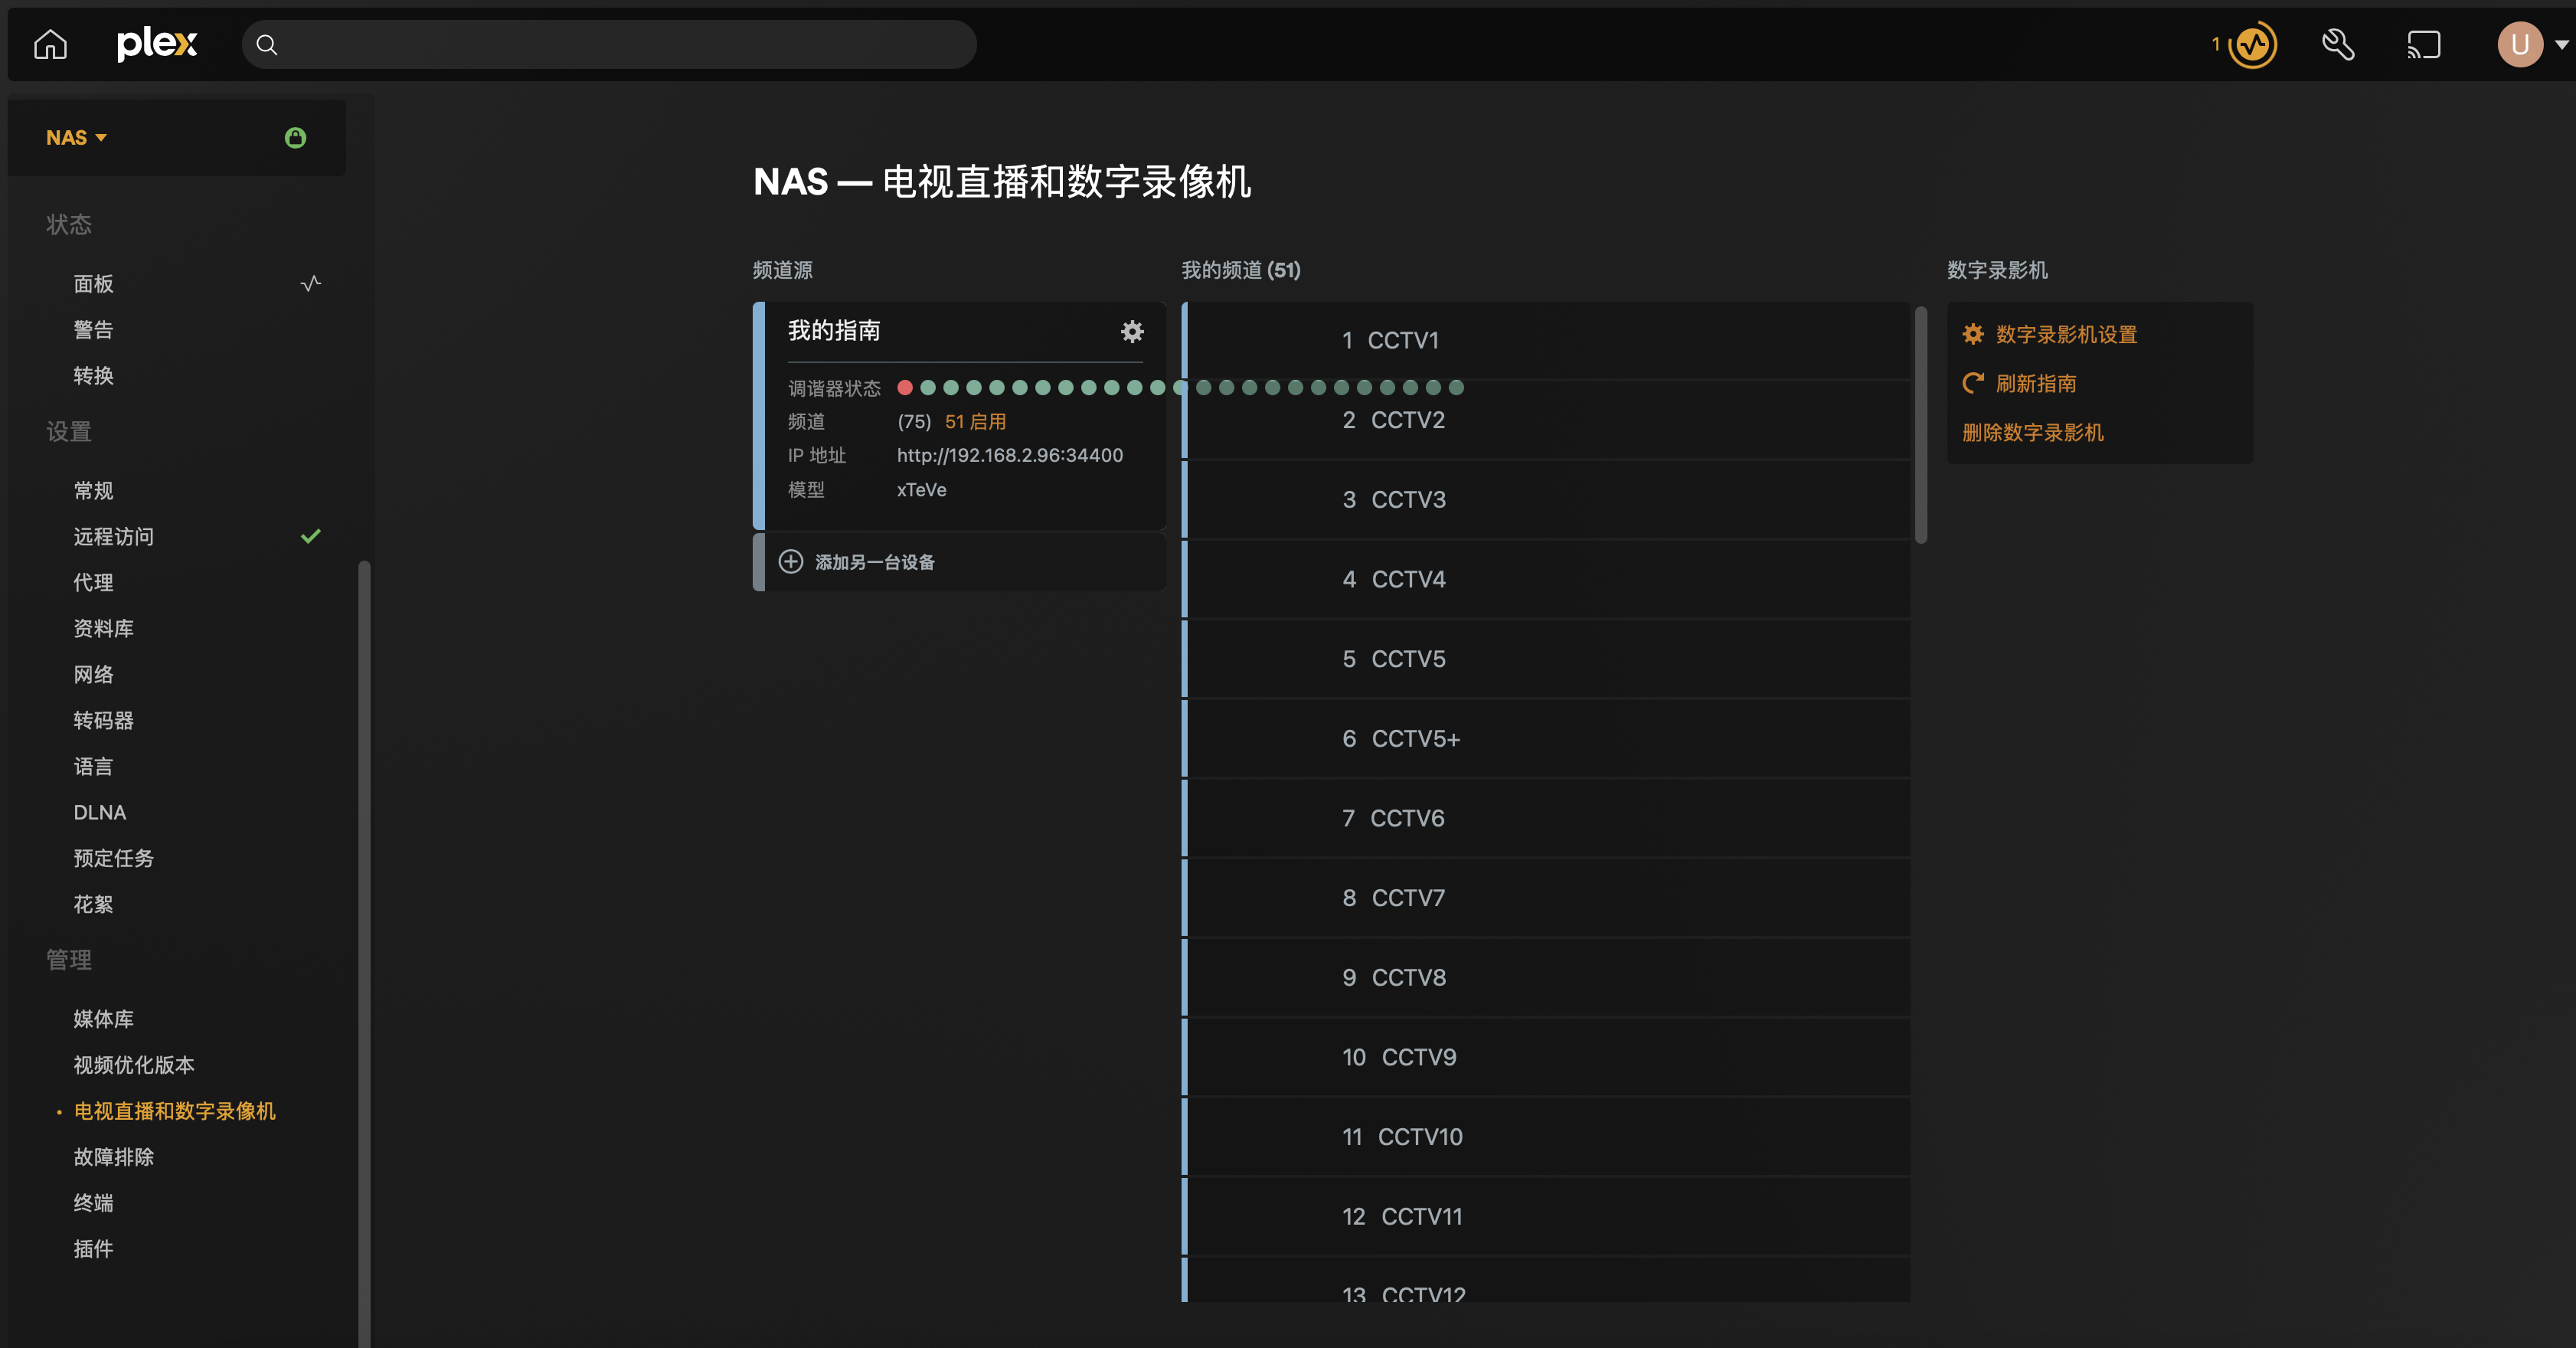 plex
1
U
NAS
状态
面板
警告
转换
设置
常规
远程访问
代理
资料库
网络
转码器
语言
DLNA
预定任务
花絮
管理
媒体库
视频优化版本
电视直播和数字录像机
故障排除
终端
插件
NAS — 电视直播和数字录像机
频道源
我的指南
调谐器状态
频道 (75) 51 启用
IP 地址 http://192.168.2.96:34400
模型 xTeVe
添加另一台设备
我的频道 (51)
1 CCTV1
2 CCTV2
3 CCTV3
4 CCTV4
5 CCTV5
6 CCTV5+
7 CCTV6
8 CCTV7
9 CCTV8
10 CCTV9
11 CCTV10
12 CCTV11
13 CCTV12
数字录影机
数字录影机设置
刷新指南
删除数字录影机